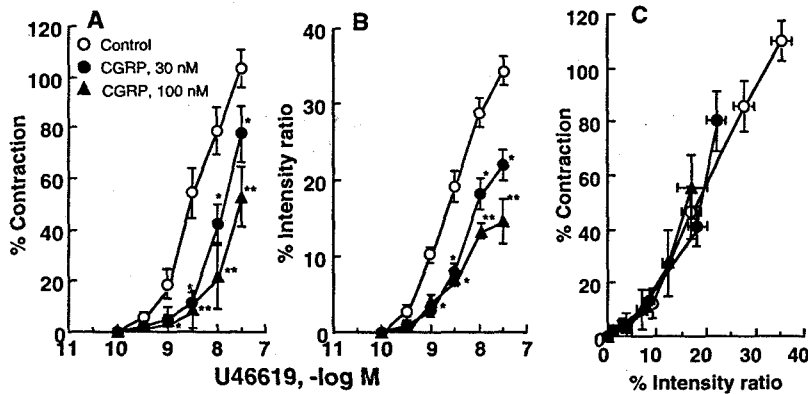 A
% Contraction
120
100
80
60
40
20
0
Control
CGRP, 30 nM
CGRP, 100 nM
*
*
*
*
**
**
**
11 10 9 8 7
B
% Intensity ratio
40
30
20
10
0
*
*
*
*
*
**
**
11 10 9 8 7
U46619, -log M
C
% Contraction
120
100
80
60
40
20
0
0 10 20 30 40
% Intensity ratio